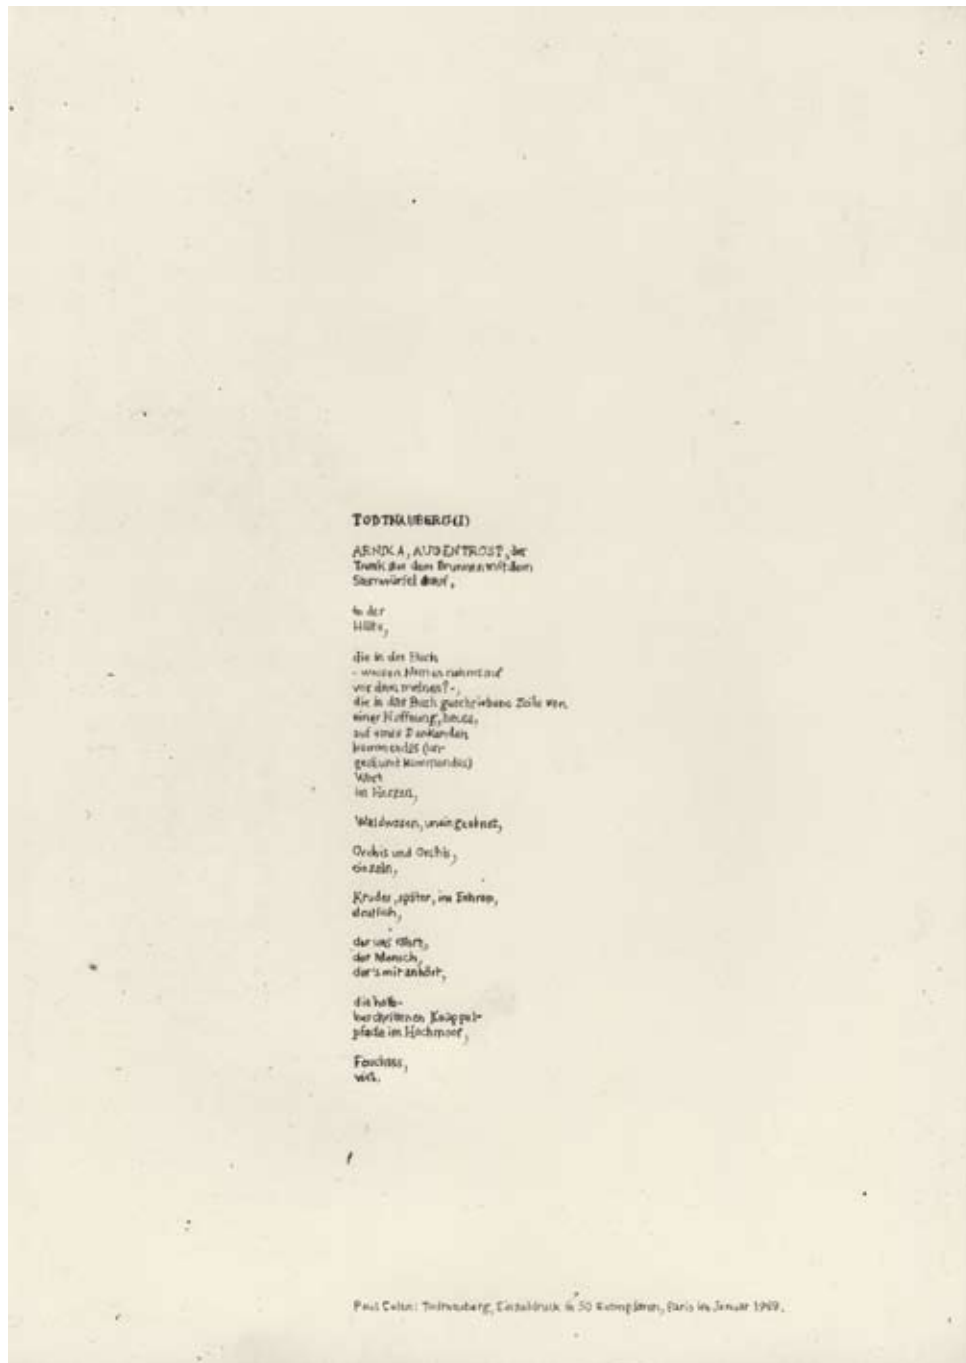 TODTNAUBERG (I)
ARNIKA, AUGENTROST, der
Trunk aus dem Brunnen mit dem
Sternwürfel drauf,
in der
Hütte,
die in das Buch
- wessen Namen nahms auf
vor dem meinen? -,
die in das Buch geschriebene Zeile von
einer Hoffnung, heute,
auf eines Denkenden
kommendes (un-
gesäumt kommendes)
Wort
im Herzen,
Waldwasen, uneingeebnet,
Orchis und Orchis,
einzeln,
Krudes, später, im Fahren,
deutlich,
der uns fährt,
der Mensch,
der's mit anhört,
die halb-
beschrittenen Knüppel-
pfade im Hochmoor,
Feuchtes,
viel.
Paul Celan: Todtnauberg, Einzeldruck in 50 Exemplaren, Paris im Januar 1969.